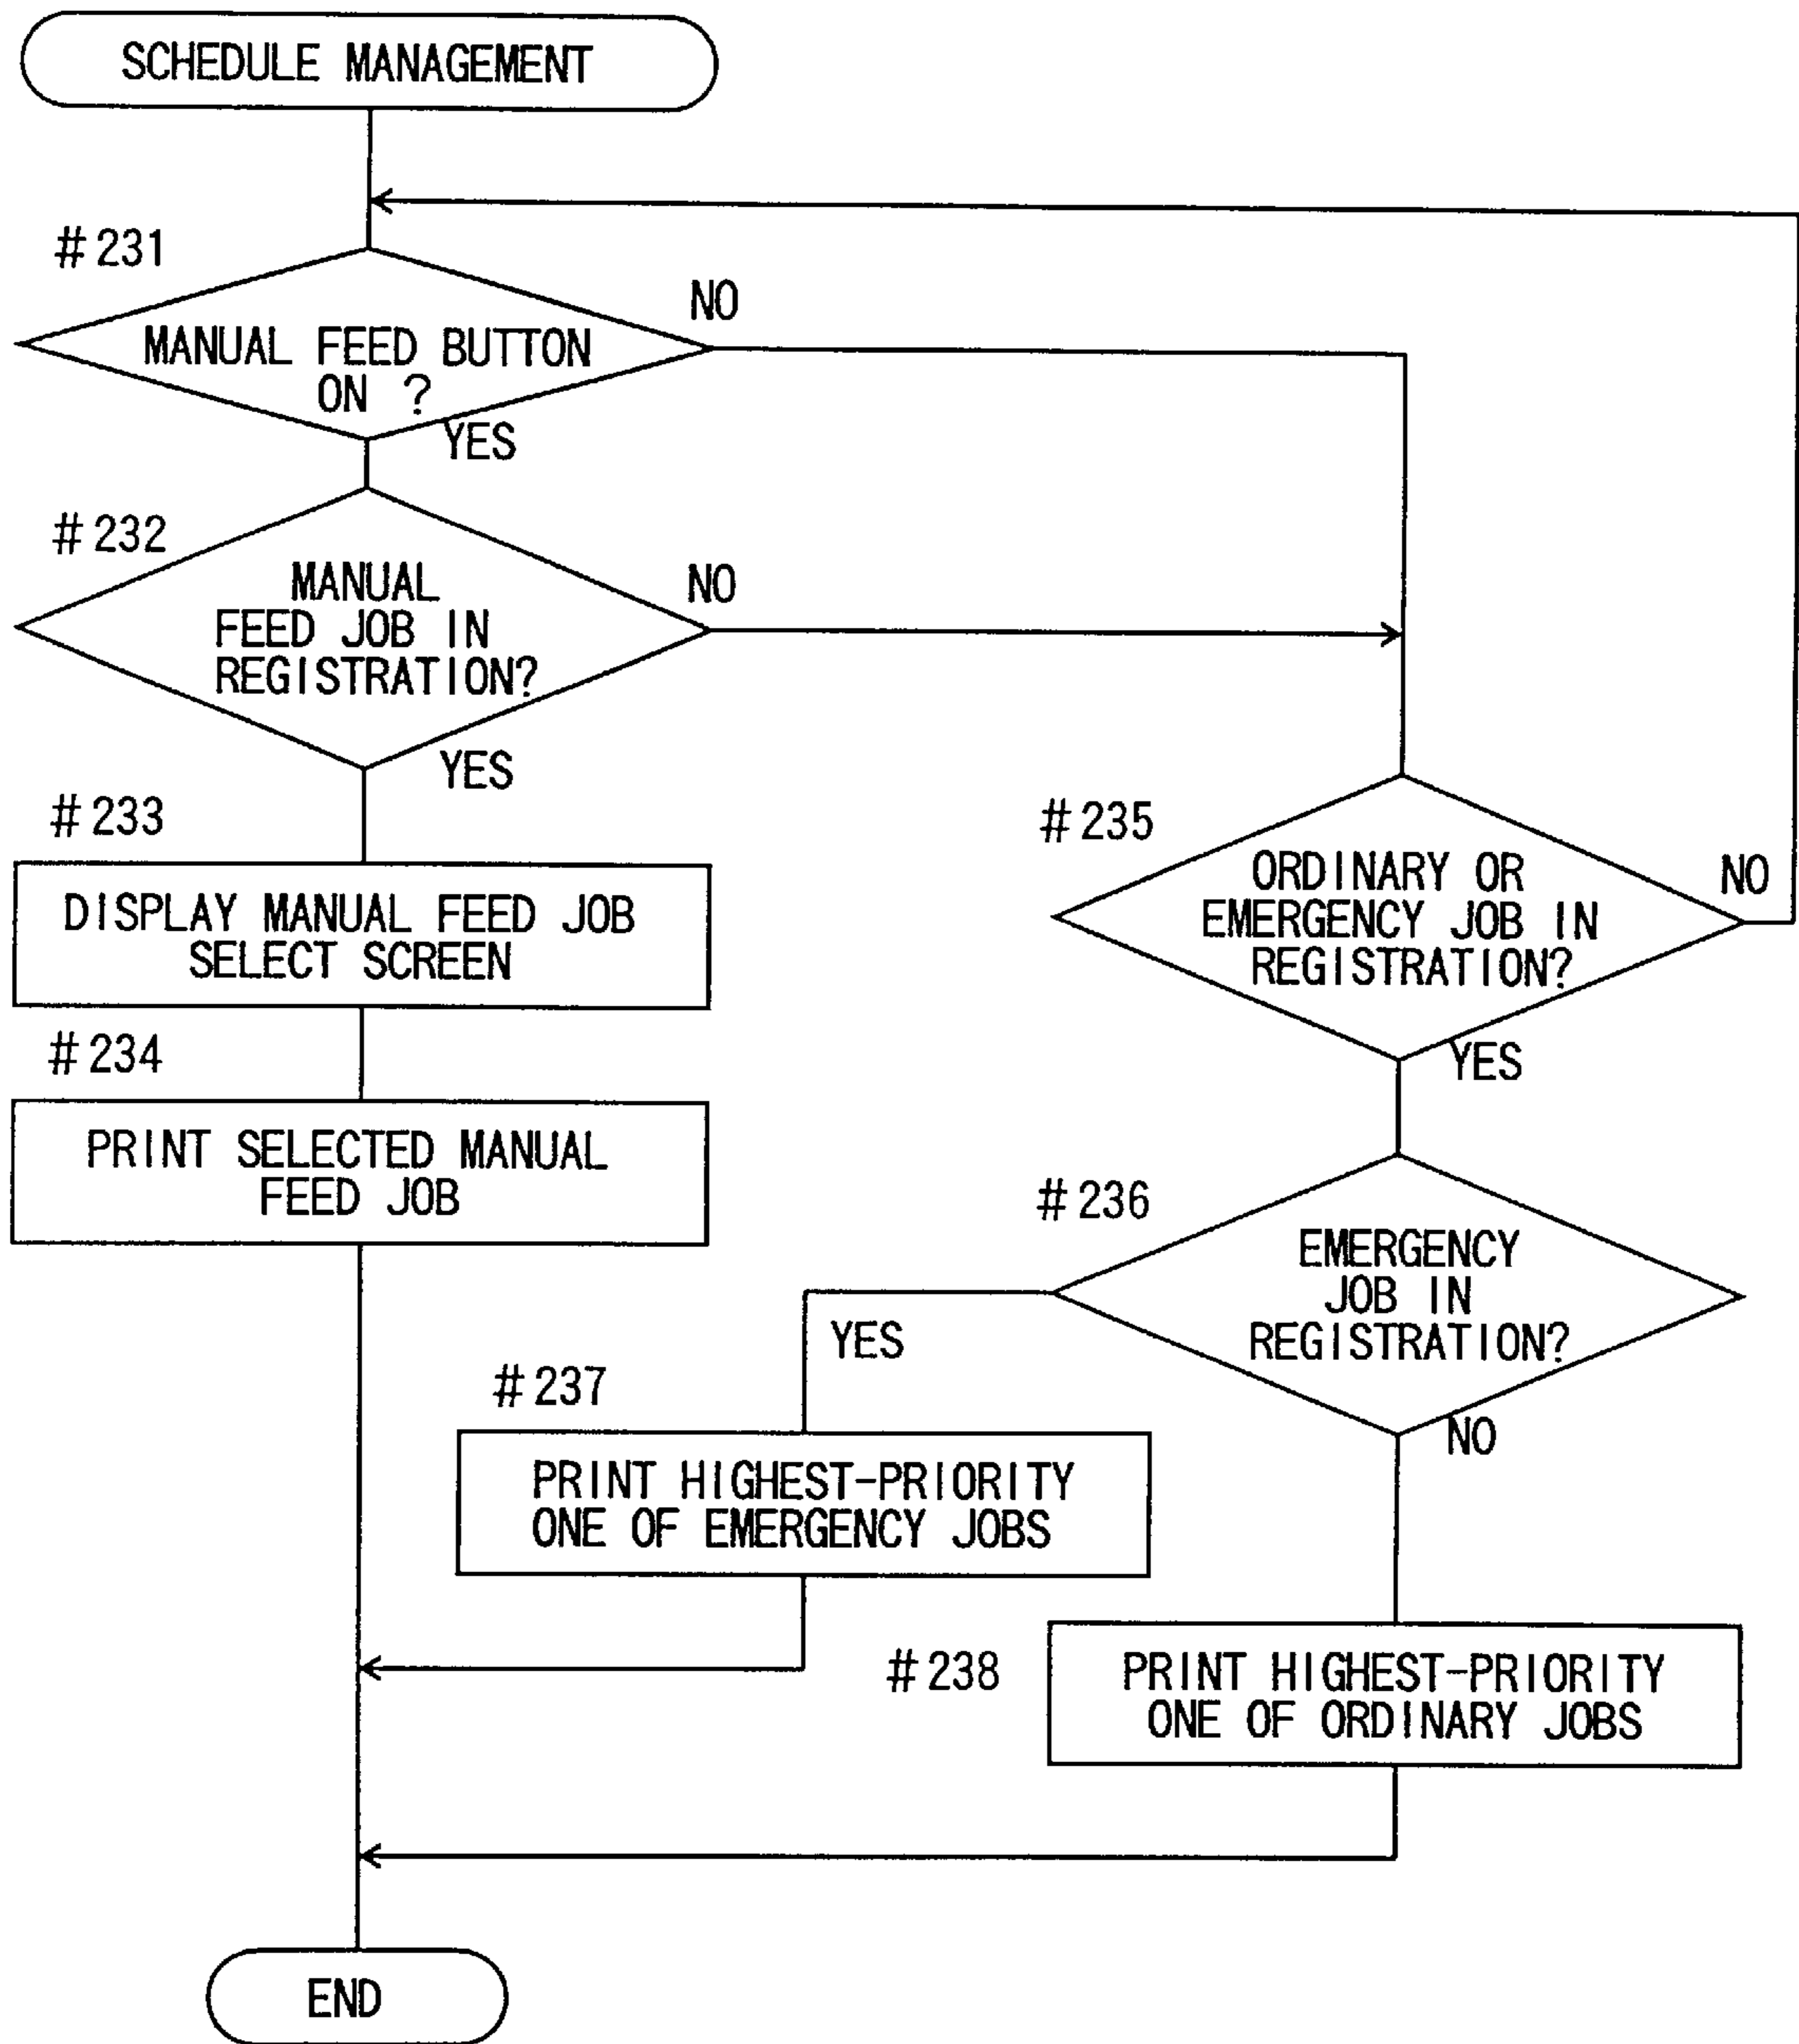 SCHEDULE MANAGEMENT
#231
NO
MANUAL FEED BUTTON
ON ?
YES
#232
MANUAL
FEED JOB IN
REGISTRATION?
NO
YES
#233
DISPLAY MANUAL FEED JOB
SELECT SCREEN
#234
PRINT SELECTED MANUAL
FEED JOB
#235
ORDINARY OR
EMERGENCY JOB IN
REGISTRATION?
NO
YES
#236
EMERGENCY
JOB IN
REGISTRATION?
YES
NO
#237
PRINT HIGHEST-PRIORITY
ONE OF EMERGENCY JOBS
#238
PRINT HIGHEST-PRIORITY
ONE OF ORDINARY JOBS
END